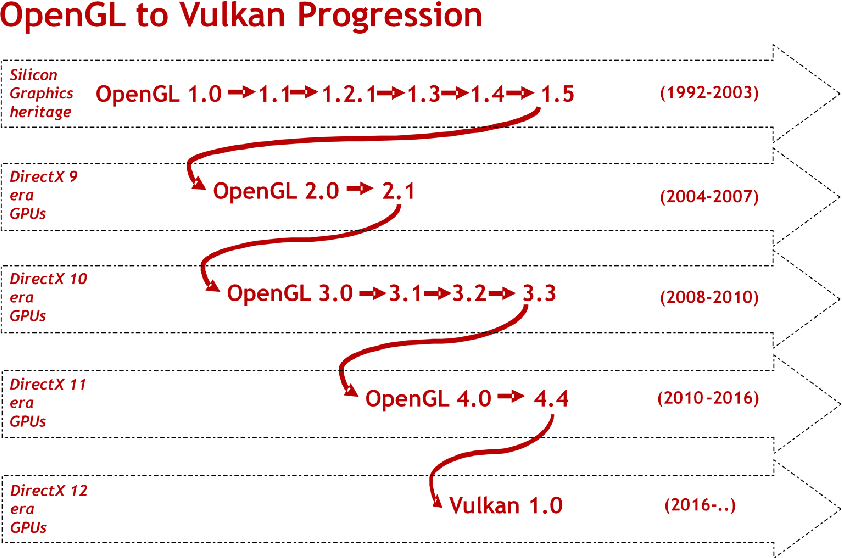 OpenGL to Vulkan Progression
Silicon
Graphics
heritage
OpenGL 1.0 1.1 1.2.1 1.3 1.4 1.5 (1992-2003)
DirectX 9
era
GPUs
OpenGL 2.0 2.1 (2004-2007)
DirectX 10
era
GPUs
OpenGL 3.0 3.1 3.2 3.3 (2008-2010)
DirectX 11
era
GPUs
OpenGL 4.0 4.4 (2010-2016)
DirectX 12
era
GPUs
Vulkan 1.0 (2016-..)